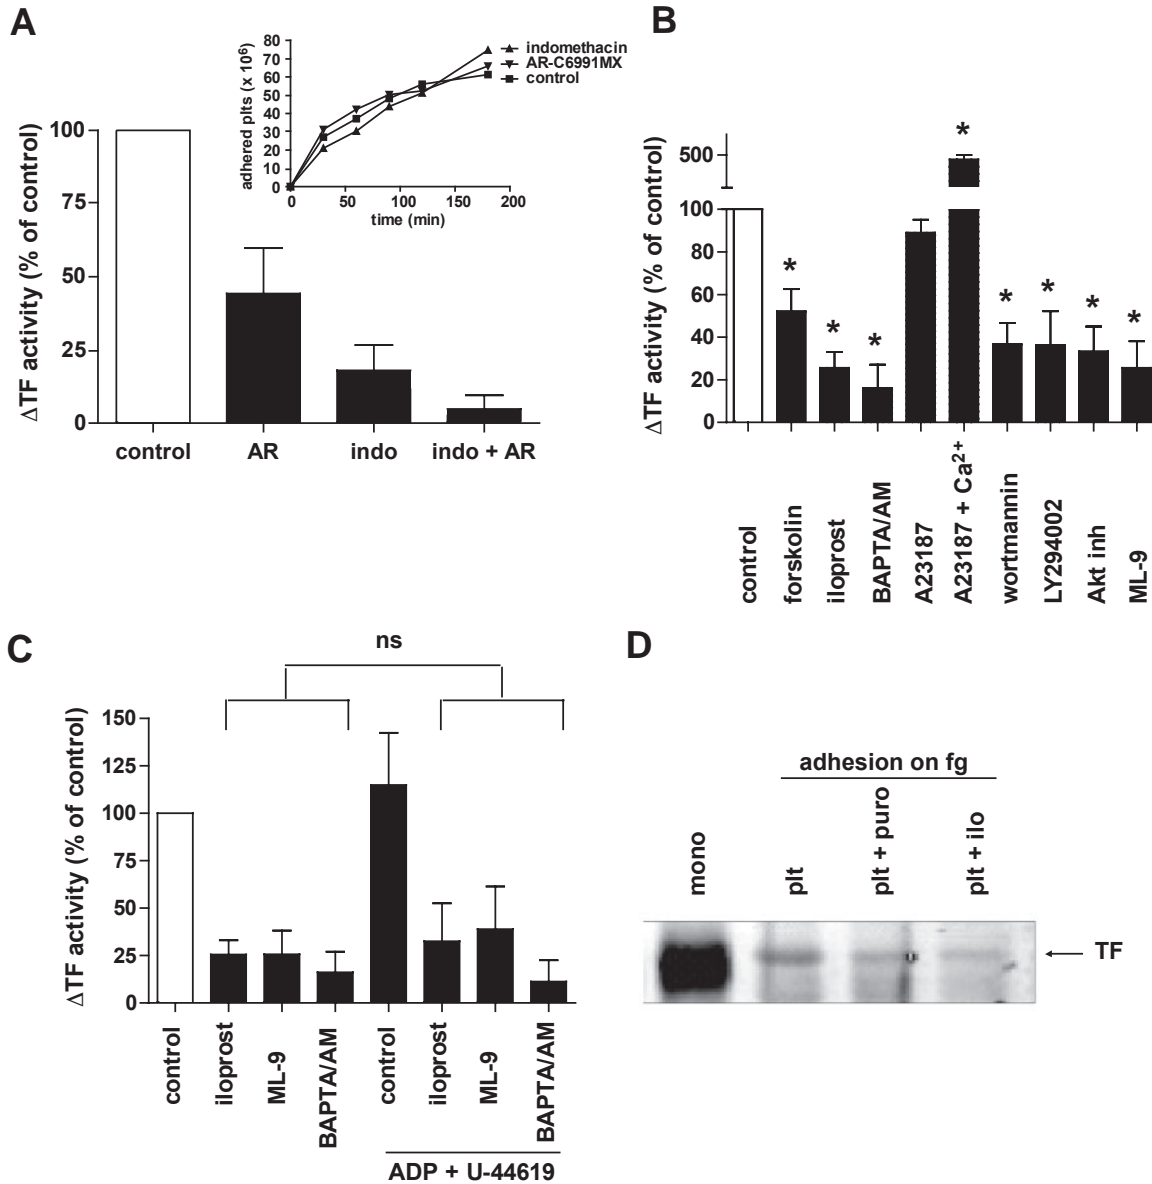 A
adhered plts (x 10⁶)
80
70
60
50
40
30
20
10
0
0 50 100 150 200
time (min)
indomethacin
AR-C6991MX
control
ΔTF activity (% of control)
100
75
50
25
0
control AR indo indo + AR
B
ΔTF activity (% of control)
500
100
80
60
40
20
0
* * * * * * * *
control
forskolin
iloprost
BAPTA/AM
A23187
A23187 + Ca²⁺
wortmannin
LY294002
Akt inh
ML-9
C
ns
ΔTF activity (% of control)
150
125
100
75
50
25
0
control
iloprost
ML-9
BAPTA/AM
control
iloprost
ML-9
BAPTA/AM
ADP + U-44619
D
adhesion on fg
mono
plt
plt + puro
plt + ilo
TF